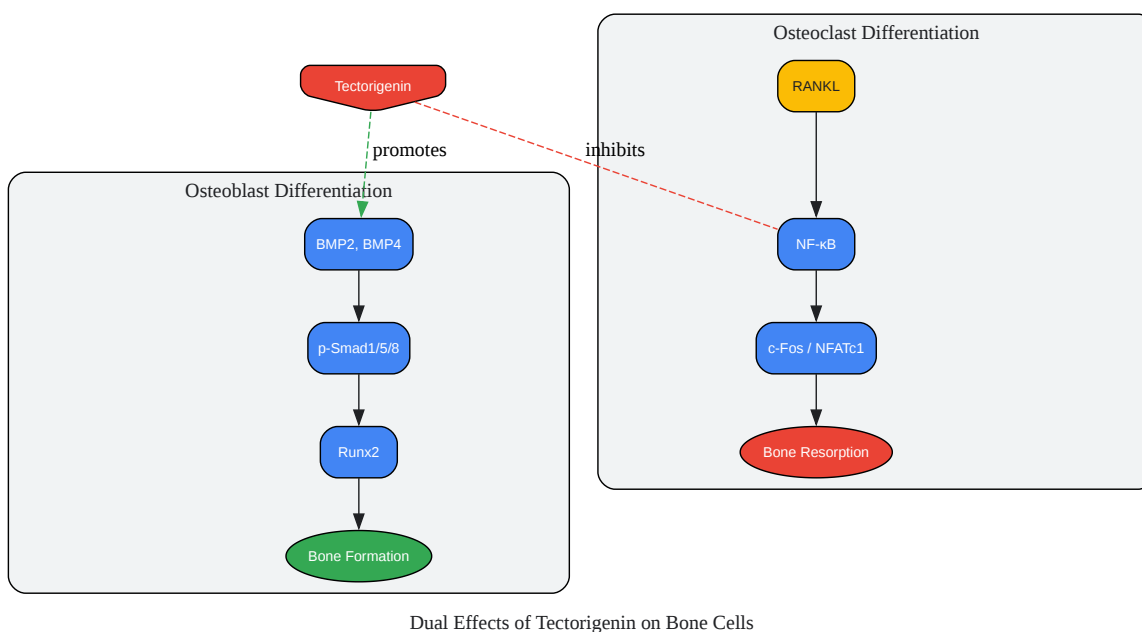 Osteoclast Differentiation
Tectorigenin
RANKL
promotes
inhibits
Osteoblast Differentiation
BMP2, BMP4
NF-κB
p-Smad1/5/8
c-Fos / NFATc1
Runx2
Bone Resorption
Bone Formation
Dual Effects of Tectorigenin on Bone Cells